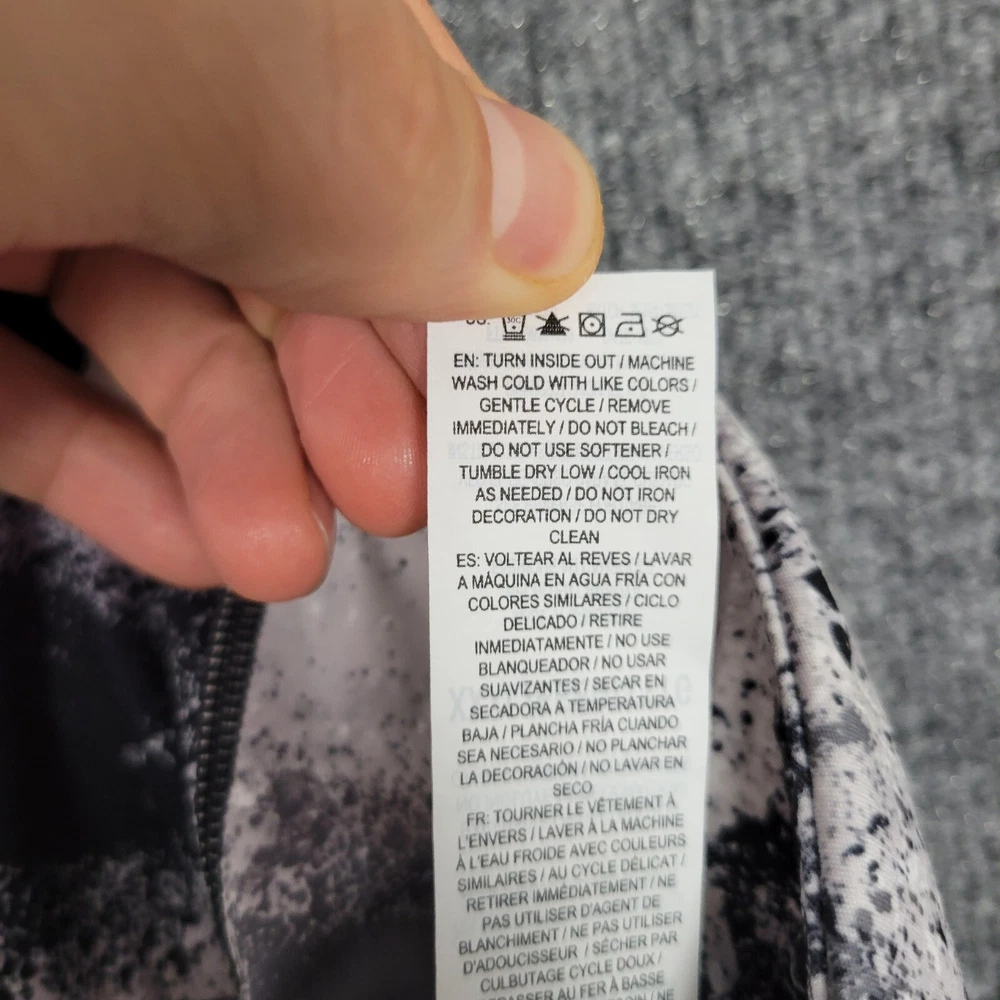 30C
EN: TURN INSIDE OUT / MACHINE
WASH COLD WITH LIKE COLORS /
GENTLE CYCLE / REMOVE
IMMEDIATELY / DO NOT BLEACH /
DO NOT USE SOFTENER /
TUMBLE DRY LOW / COOL IRON
AS NEEDED / DO NOT IRON
DECORATION / DO NOT DRY
CLEAN
ES: VOLTEAR AL REVES / LAVAR
A MÁQUINA EN AGUA FRÍA CON
COLORES SIMILARES / CICLO
DELICADO / RETIRE
INMEDIATAMENTE / NO USE
BLANQUEADOR / NO USAR
SUAVIZANTES / SECAR EN
SECADORA A TEMPERATURA
BAJA / PLANCHA FRÍA CUANDO
SEA NECESARIO / NO PLANCHAR
LA DECORACIÓN / NO LAVAR EN
SECO
FR: TOURNER LE VÊTEMENT À
L'ENVERS / LAVER À LA MACHINE
À L'EAU FROIDE AVEC COULEURS
SIMILAIRES / AU CYCLE DÉLICAT /
RETIRER IMMÉDIATEMENT / NE
PAS UTILISER D'AGENT DE
BLANCHIMENT / NE PAS UTILISER
D'ADOUCISSEUR / SÉCHER PAR
CULBUTAGE CYCLE DOUX /
AU FER À BASSE
/ NE